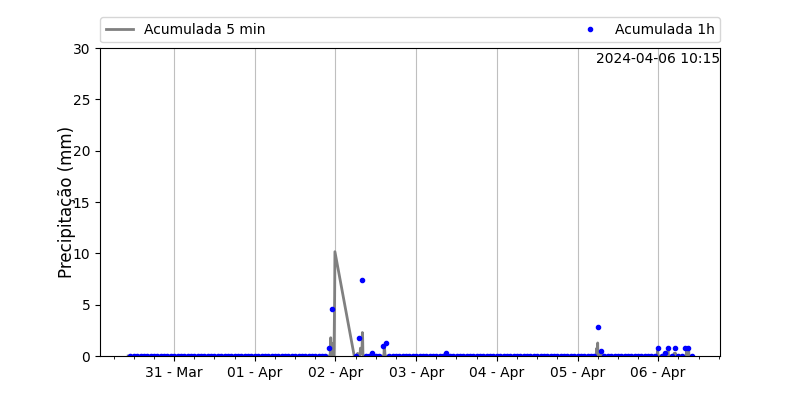 Acumulada 5 min
Acumulada 1h
2024-04-06 10:15
Precipitação (mm)
30
25
20
15
10
5
0
31 - Mar
01 - Apr
02 - Apr
03 - Apr
04 - Apr
05 - Apr
06 - Apr